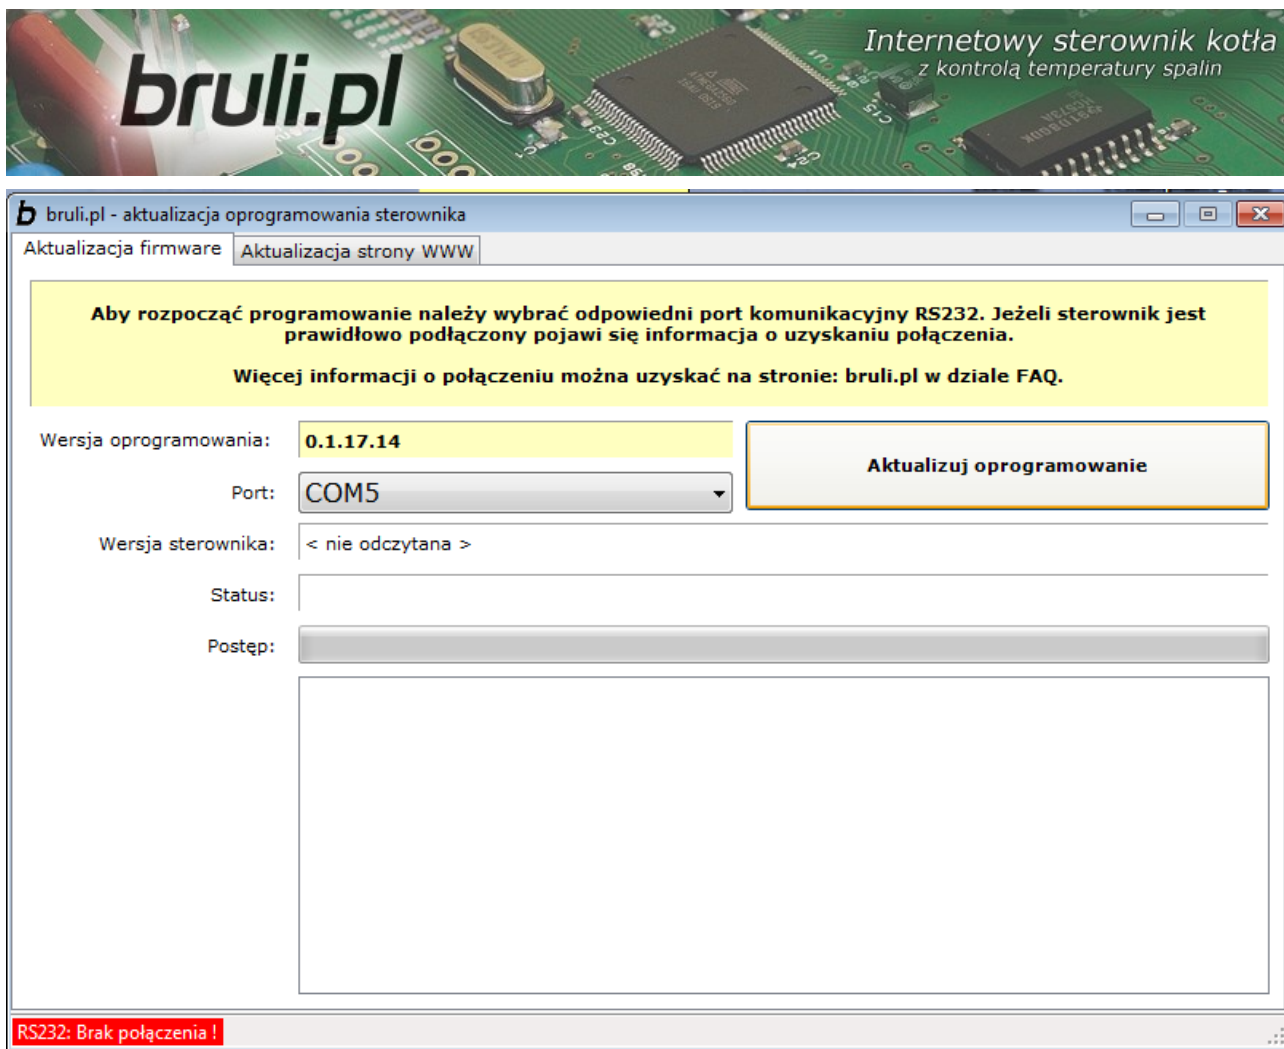 bruli.pl
Internetowy sterownik kotła
z kontrolą temperatury spalin
b bruli.pl - aktualizacja oprogramowania sterownika
Aktualizacja firmware
Aktualizacja strony WWW
Aby rozpocząć programowanie należy wybrać odpowiedni port komunikacyjny RS232. Jeżeli sterownik jest
prawidłowo podłączony pojawi się informacja o uzyskaniu połączenia.
Więcej informacji o połączeniu można uzyskać na stronie: bruli.pl w dziale FAQ.
Wersja oprogramowania: 0.1.17.14
Aktualizuj oprogramowanie
Port: COM5
Wersja sterownika: < nie odczytana >
Status:
Postęp:
RS232: Brak połączenia !